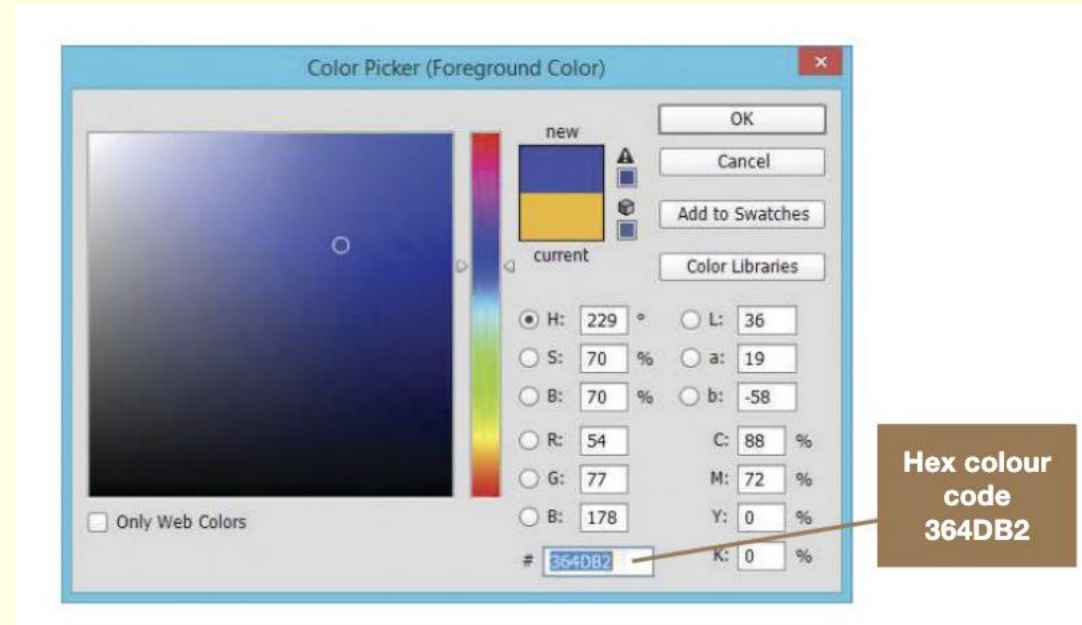 Color Picker (Foreground Color)
×
new
current
OK
Cancel
Add to Swatches
Color Libraries
H: 229 °
S: 70 %
B: 70 %
R: 54
G: 77
B: 178
# 364DB2
L: 36
a: 19
b: -58
C: 88 %
M: 72 %
Y: 0 %
K: 0 %
Only Web Colors
Hex colour
code
364DB2